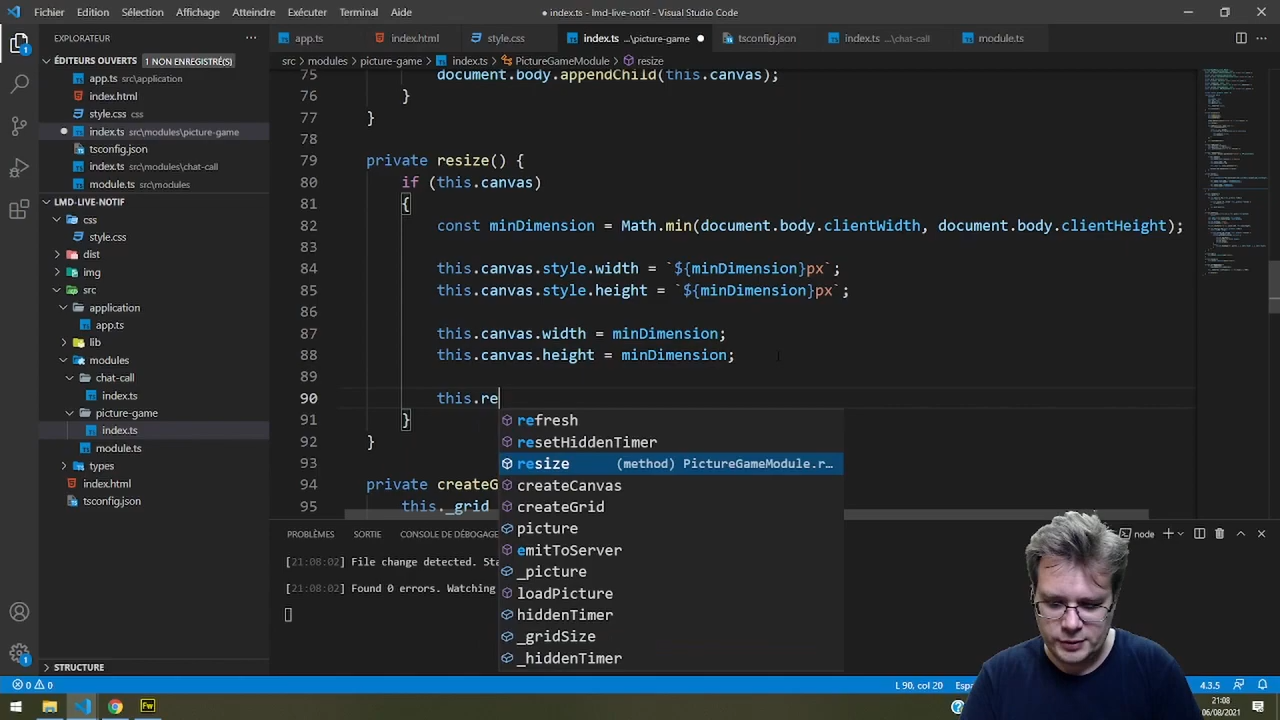 Fichier Edition Sélection Affichage Atteindre Exécuter Terminal Aide
● index.ts - lmd-live-notif - Visual Studio Code
EXPLORATEUR
app.ts
index.html
style.css
index.ts ...\picture-game
tsconfig.json
index.ts ...\chat-call
module.ts
src > modules > picture-game > index.ts > PictureGameModule > resize
ÉDITEURS OUVERTS 1 NON ENREGISTRÉ(S)
app.ts src\application
index.html
style.css css
index.ts src\modules\picture-game
tsconfig.json
index.ts src\modules\chat-call
module.ts src\modules
LMD-LIVE-NOTIF
css
style.css
dist
img
src
application
app.ts
lib
modules
chat-call
index.ts
picture-game
index.ts
module.ts
types
index.html
tsconfig.json
STRUCTURE
75 document.body.appendChild(this.canvas);
76 }
77 }
78
79 private resize() {
80 if (this.canvas)
81 {
82 const minDimension = Math.min(document.body.clientWidth, document.body.clientHeight);
83
84 this.canvas.style.width = `${minDimension}px`;
85 this.canvas.style.height = `${minDimension}px`;
86
87 this.canvas.width = minDimension;
88 this.canvas.height = minDimension;
89
90 this.re
91 }
92 }
93
94 private createG
95 this._grid
refresh
resetHiddenTimer
resize (method) PictureGameModule.r...
createCanvas
createGrid
picture
emitToServer
_picture
loadPicture
hiddenTimer
_gridSize
_hiddenTimer
PROBLÈMES SORTIE CONSOLE DE DÉBOGAG
node
[21:08:02] File change detected. Sta
[21:08:02] Found 0 errors. Watching
0 0
L 90, col 20
4.3.5
21:08
06/08/2021